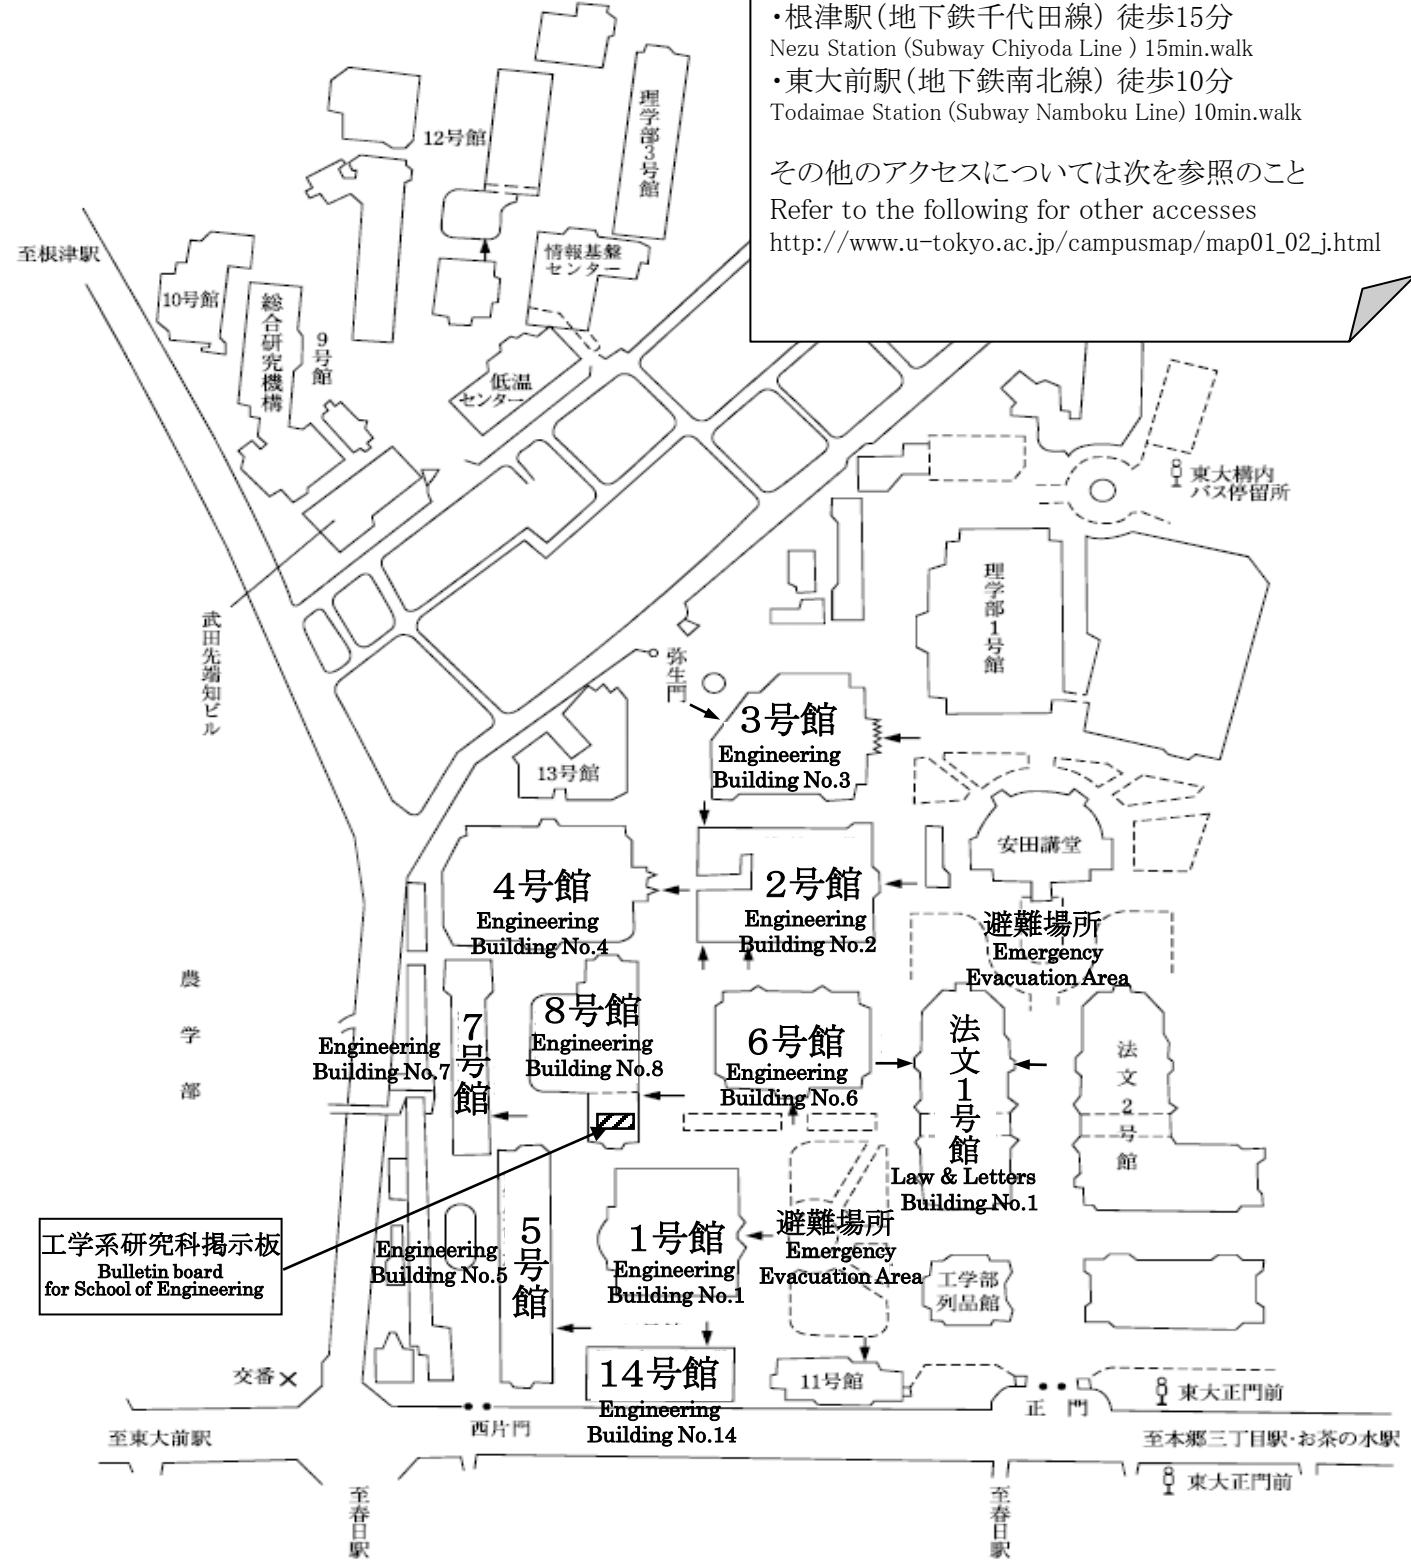 ・根津駅（地下鉄千代田線） 徒歩15分
Nezu Station (Subway Chiyoda Line ) 15min.walk
・東大前駅（地下鉄南北線） 徒歩10分
Todaimae Station (Subway Namboku Line) 10min.walk
その他のアクセスについては次を参照のこと
Refer to the following for other accesses
http://www.u-tokyo.ac.jp/campusmap/map01_02_j.html
12号館
理学部3号館
至根津駅
情報基盤
センター
10号館
総合研究機構
9号館
低温
センター
東大構内
バス停留所
理学部1号館
武田先端知ビル
弥生門
3号館
Engineering
Building No.3
13号館
安田講堂
4号館
Engineering
Building No.4
2号館
Engineering
Building No.2
避難場所
Emergency
Evacuation Area
農学部
7号館
Engineering
Building No.7
8号館
Engineering
Building No.8
6号館
Engineering
Building No.6
法文1号館
Law & Letters
Building No.1
法文2号館
工学系研究科掲示板
Bulletin board
for School of Engineering
5号館
Engineering
Building No.5
1号館
Engineering
Building No.1
避難場所
Emergency
Evacuation Area
工学部
列品館
交番
14号館
Engineering
Building No.14
11号館
正門
東大正門前
西片門
至東大前駅
至本郷三丁目駅・お茶の水駅
東大正門前
至春日駅
至春日駅